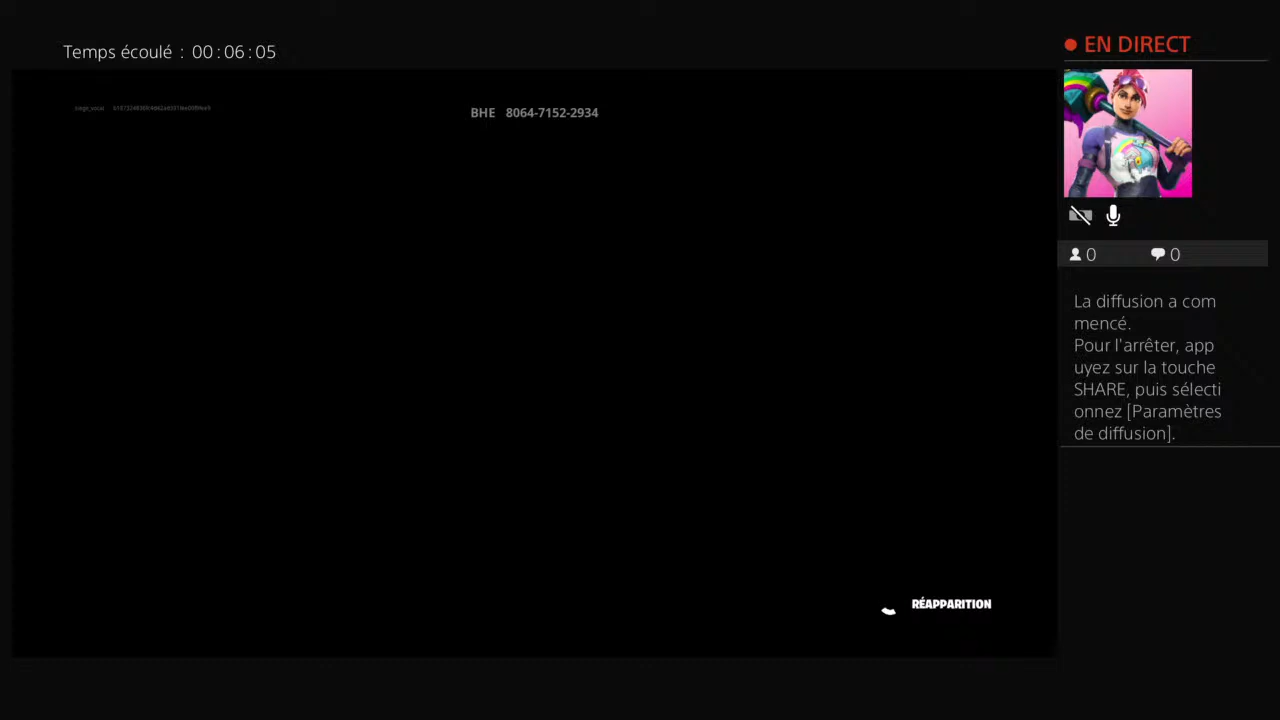 Temps écoulé : 00:06:05
EN DIRECT
BHE 8064-7152-2934
0 0
La diffusion a com
mencé.
Pour l'arrêter, app
uyez sur la touche
SHARE, puis sélecti
onnez [Paramètres
de diffusion].
RÉAPPARITION